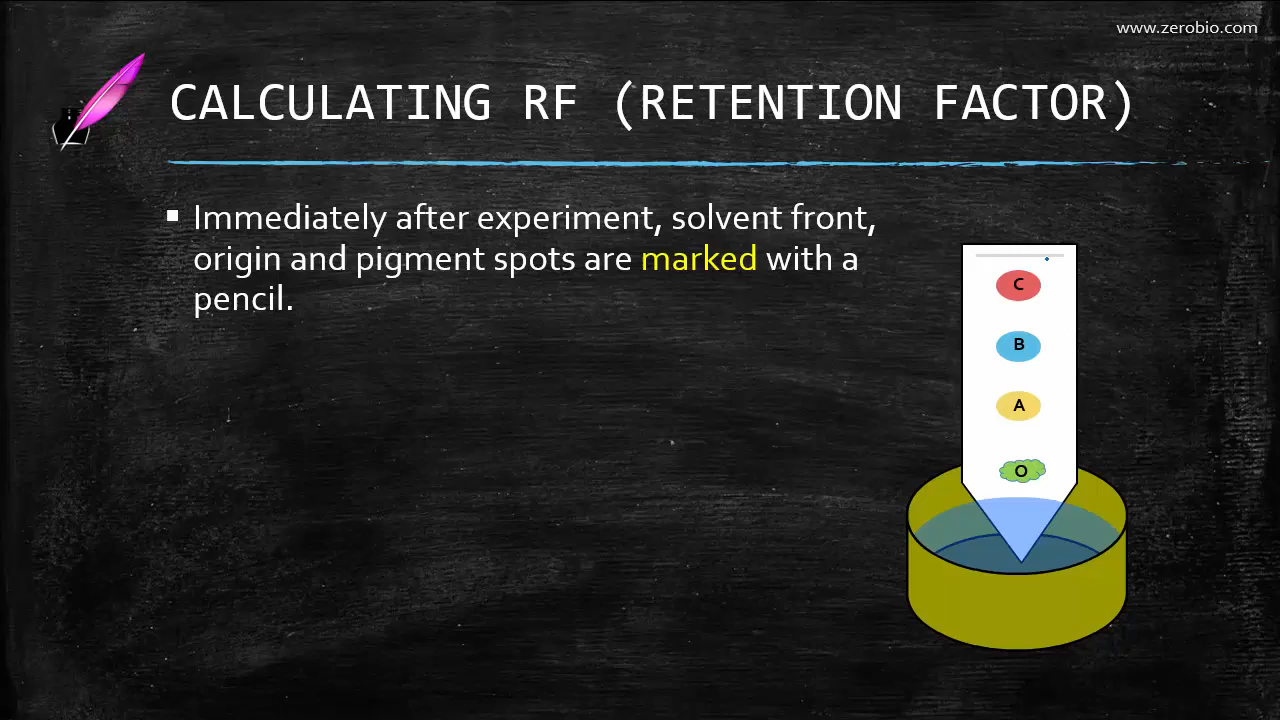 www.zerobio.com
CALCULATING RF (RETENTION FACTOR)
▪ Immediately after experiment, solvent front,
origin and pigment spots are marked with a
pencil.
C
B
A
O